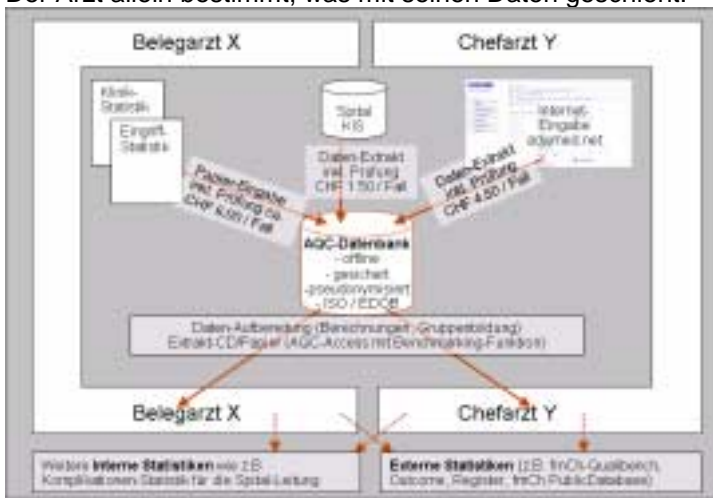 Der Arzt allein bestimmt, was mit seinen Daten geschieht.
Belegarzt X
Chefarzt Y
Klinik-
Statistik
Eingriff-
Statistik
Spital
KIS
Internet-
Eingabe
adjumed.net
Papier-Eingabe
inkl. Prüfung ca.
CHF 6.00 / Fall
Daten-Extrakt
inkl. Prüfung
CHF 1.50 / Fall
Daten-Extrakt
inkl. Prüfung
CHF 4.50 / Fall
AQC-Datenbank
- offline
- gesichert
-pseudonymisiert
- ISO / EDÖB
Daten-Aufbereitung (Berechnungen, Gruppenbildung)
Extrakt-CD/Papier (AQC-Access mit Benchmarking-Funktion)
Belegarzt X
Chefarzt Y
Weitere Interne Statistiken wie z.B.
Komplikationen-Statistik für die Spital-Leitung
Externe Statistiken (z.B. fmCh-Qualibench,
Outcome, Register, fmCh PublicDatabase)